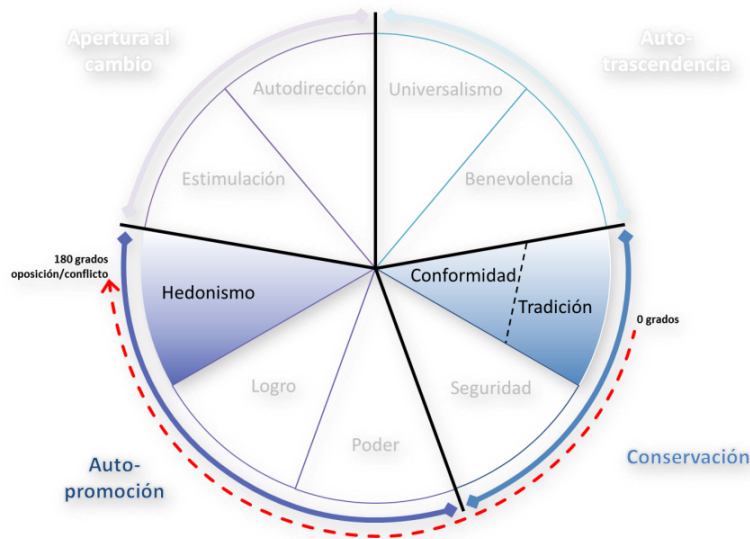 Apertura al
cambio
Auto-
trascendencia
Autodirección
Universalismo
Estimulación
Benevolencia
180 grados
oposición/conflicto
Hedonismo
Conformidad
Tradición
0 grados
Logro
Seguridad
Poder
Auto-
promoción
Conservación